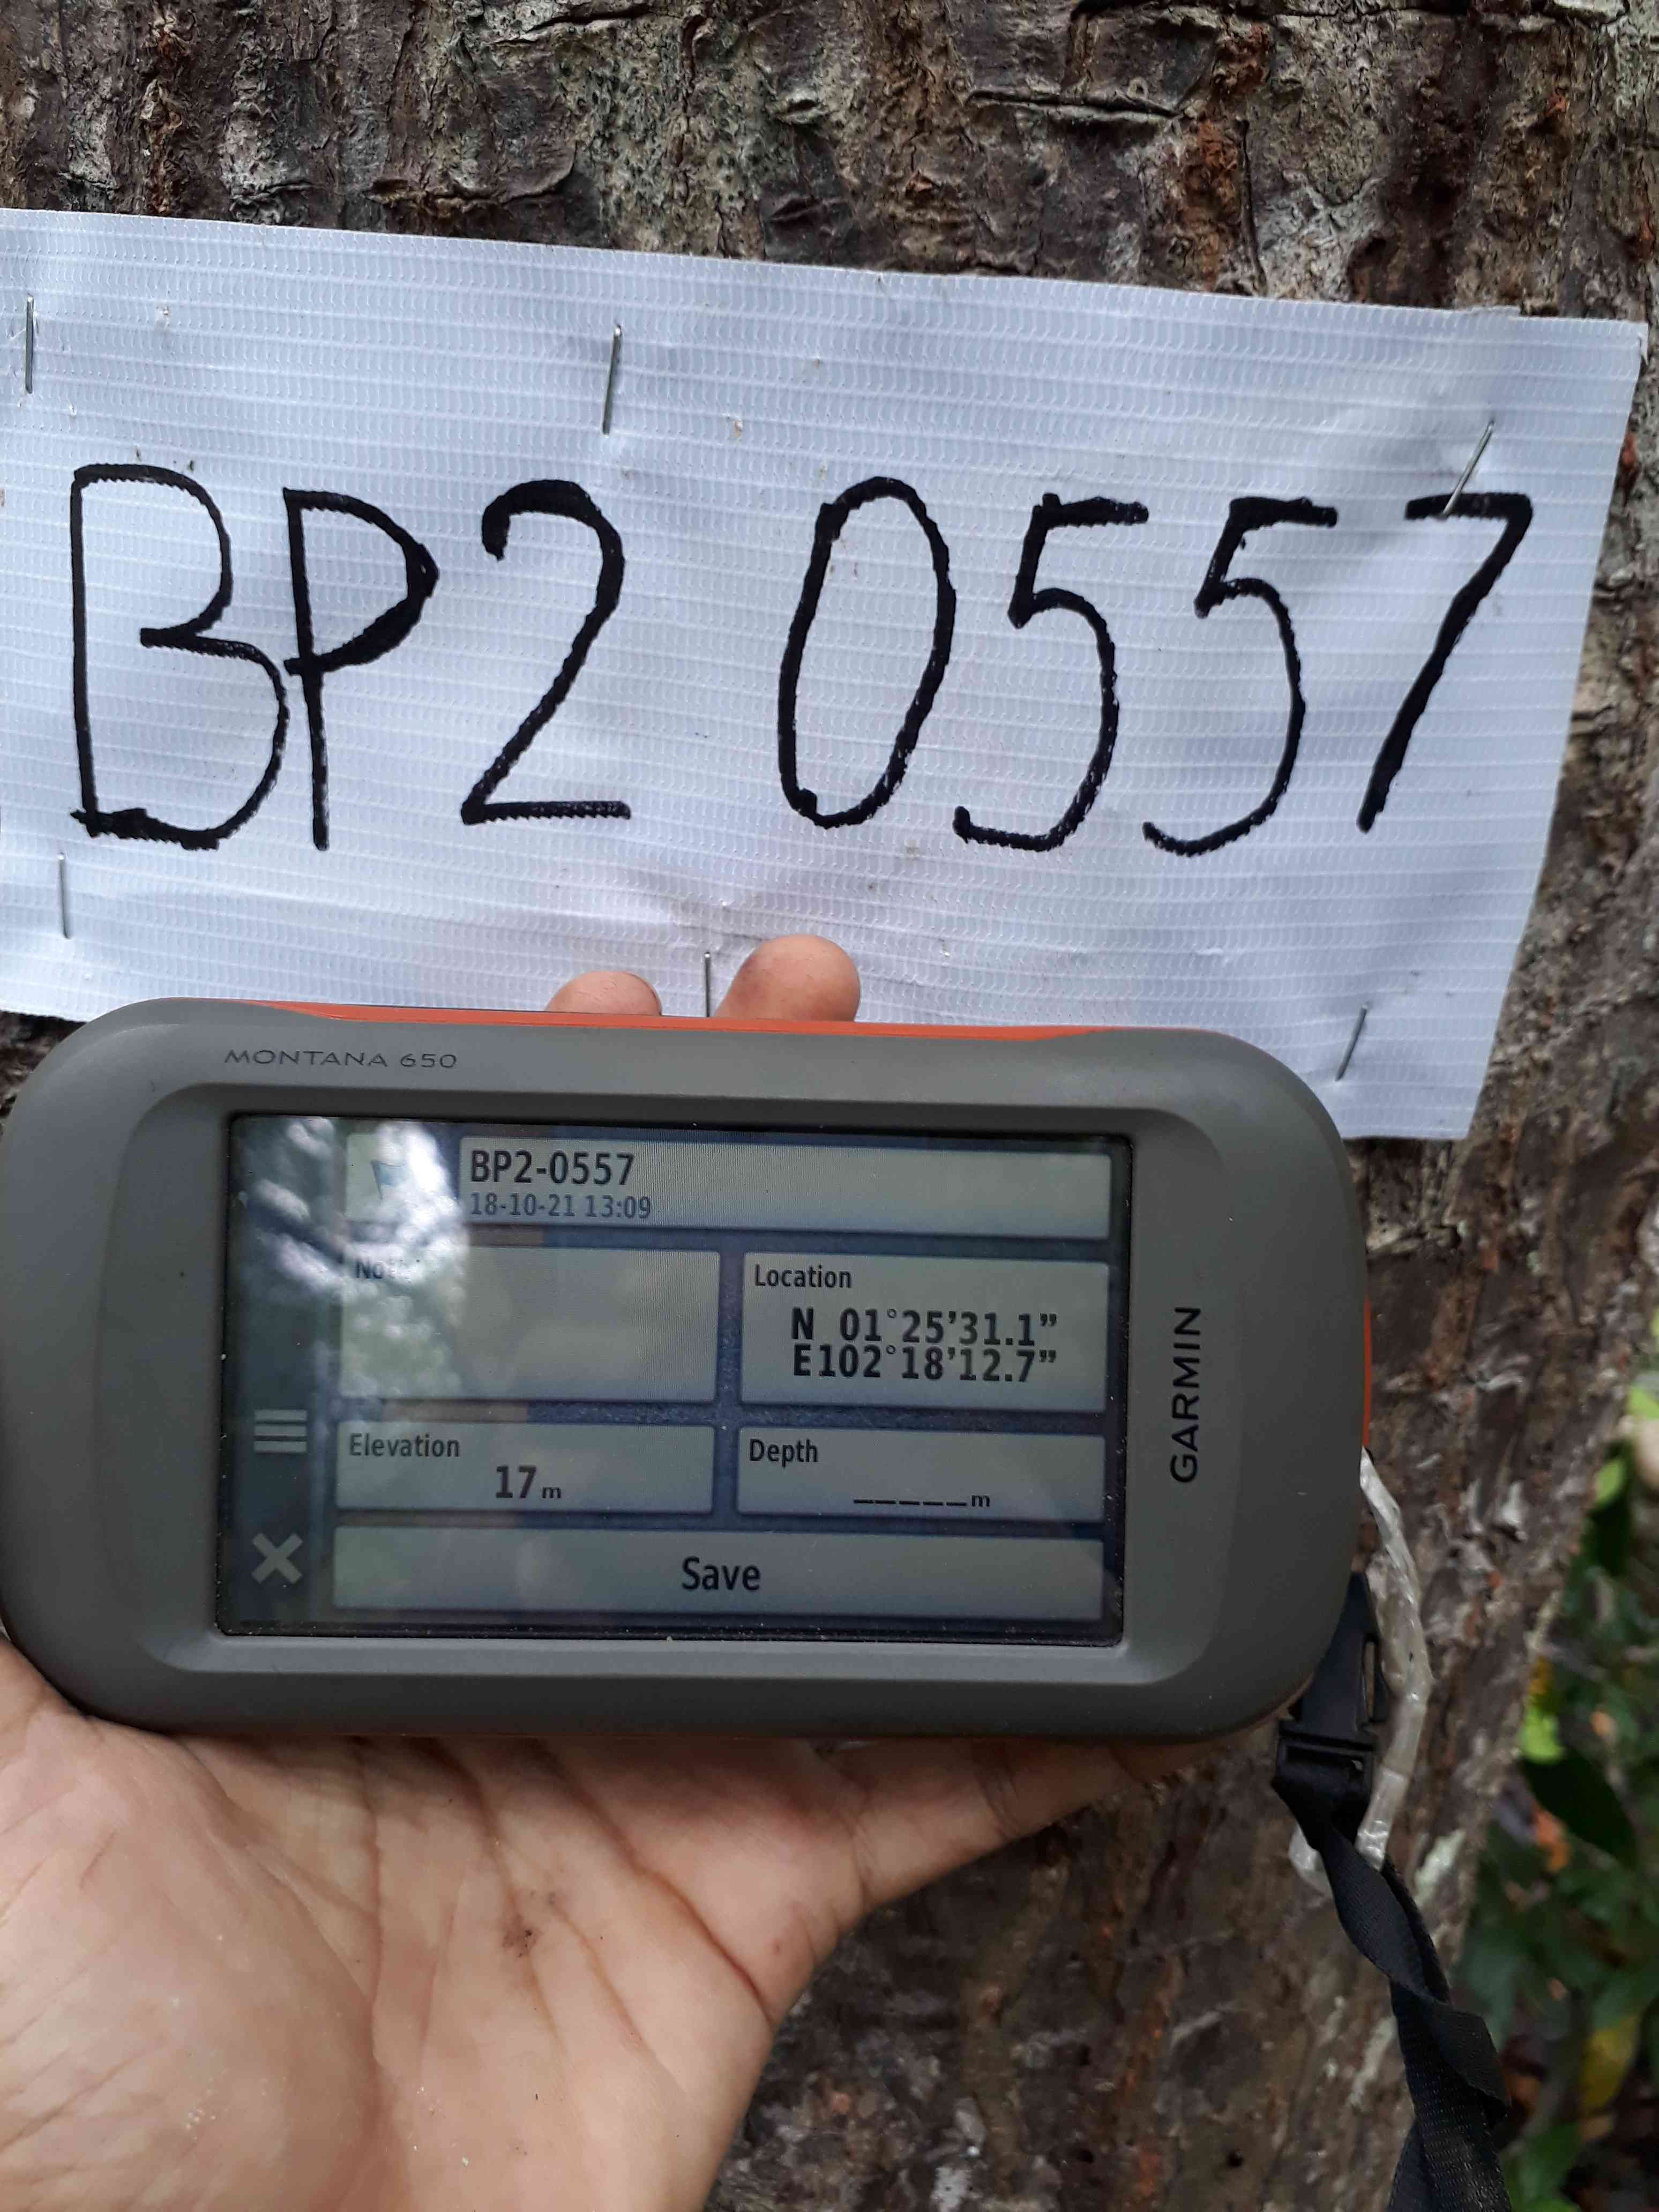 BP2 0557
MONTANA 650
BP2-0557
18-10-21 13:09
Location
N 01°25'31.1"
E102°18'12.7"
Elevation
17 m
Depth
_____m
Save
GARMIN